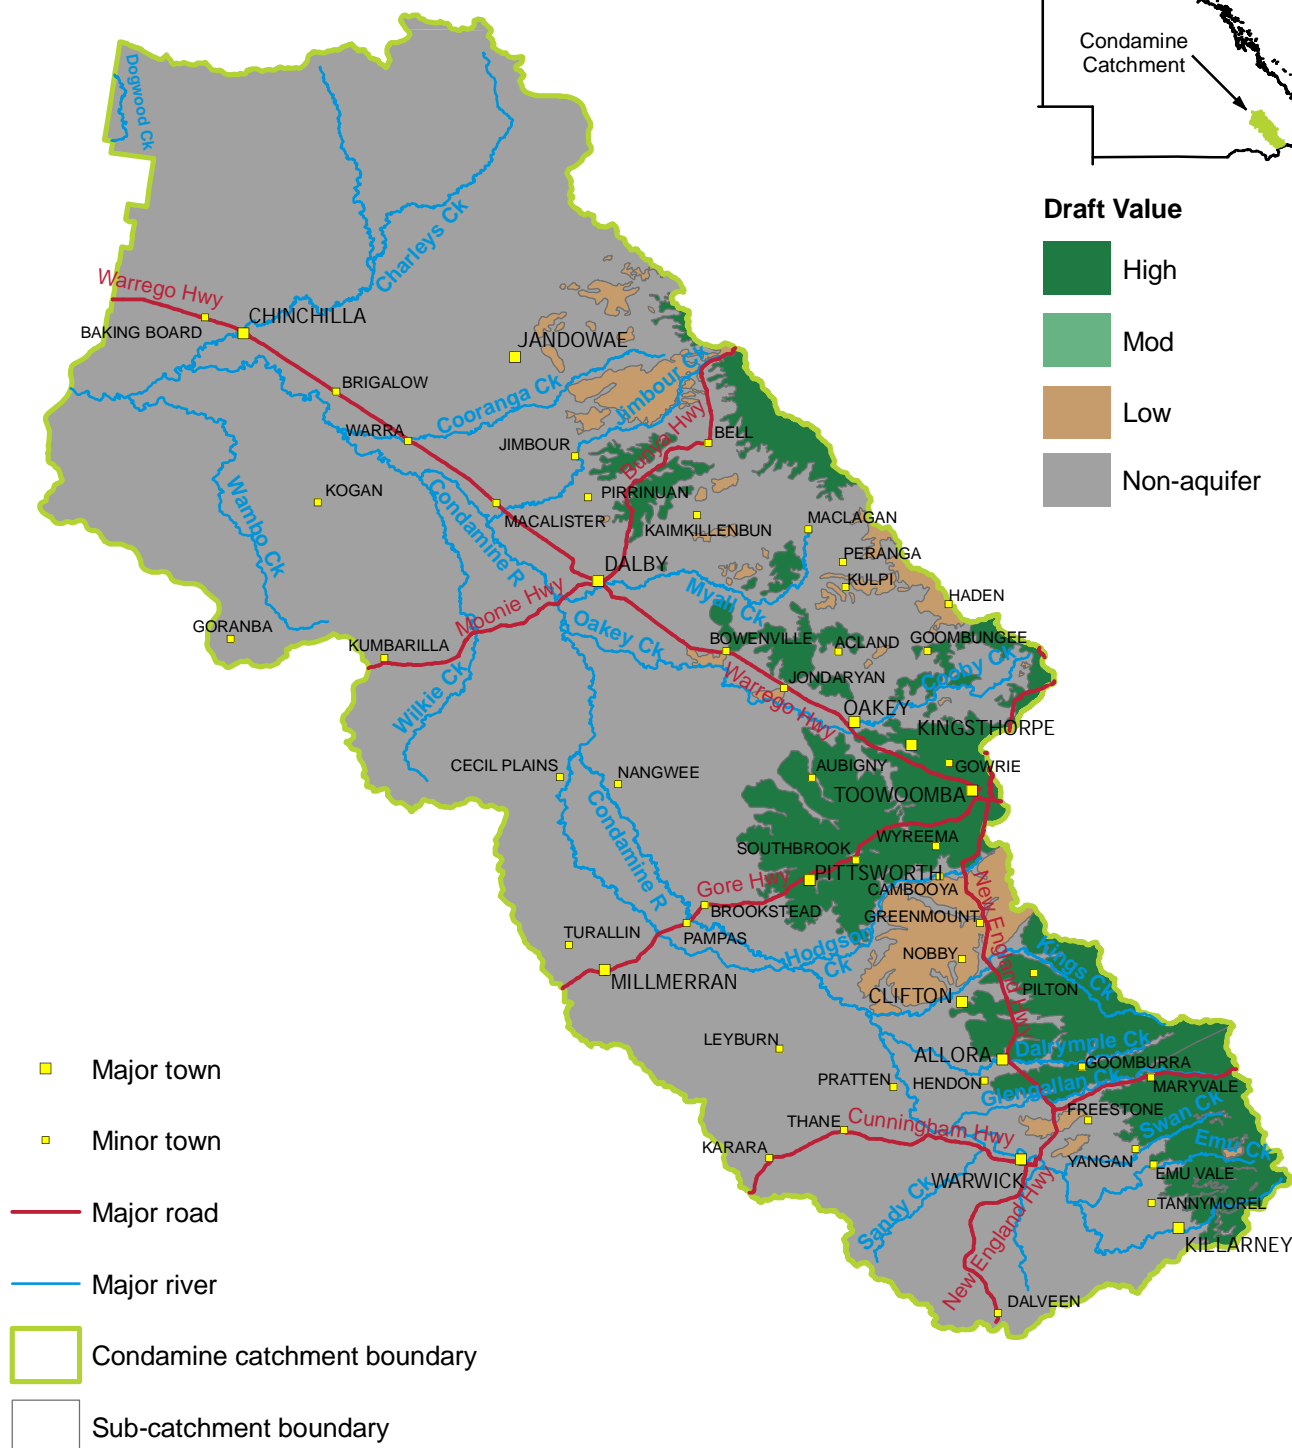 Condamine
Catchment
Draft Value
High
Mod
Low
Non-aquifer
Dogwood Ck
Charleys Ck
Warrego Hwy
CHINCHILLA
BAKING BOARD
JANDOWAE
BRIGALOW
Cooranga Ck
Jimbour Ck
WARRA
JIMBOUR
Bunya Hwy
BELL
KOGAN
PIRRINUAN
Wambo Ck
Condamine R
MACALISTER
KAIMKILLENBUN
MACLAGAN
PERANGA
DALBY
KULPI
Myall Ck
HADEN
Moonie Hwy
GORANBA
KUMBARILLA
Oakey Ck
BOWENVILLE
ACLAND
GOOMBUNGEE
Cooby Ck
JONDARYAN
Wilkie Ck
Warrego Hwy
OAKEY
KINGSTHORPE
CECIL PLAINS
NANGWEE
AUBIGNY
GOWRIE
TOOWOOMBA
Condamine R
WYREEMA
SOUTHBROOK
Gore Hwy
PITTSWORTH
CAMBOOYA
BROOKSTEAD
GREENMOUNT
New England Hwy
TURALLIN
PAMPAS
Hodgson
Ck
NOBBY
Kings Ck
MILLMERRAN
CLIFTON
PILTON
LEYBURN
ALLORA
Dalrymple Ck
GOOMBURRA
PRATTEN
HENDON
Glengallan Ck
MARYVALE
THANE
Cunningham Hwy
FREESTONE
Swan Ck
Emu Ck
KARARA
YANGAN
EMU VALE
WARWICK
Sandy Ck
New England Hwy
TANNYMOREL
KILLARNEY
DALVEEN
Major town
Minor town
Major road
Major river
Condamine catchment boundary
Sub-catchment boundary